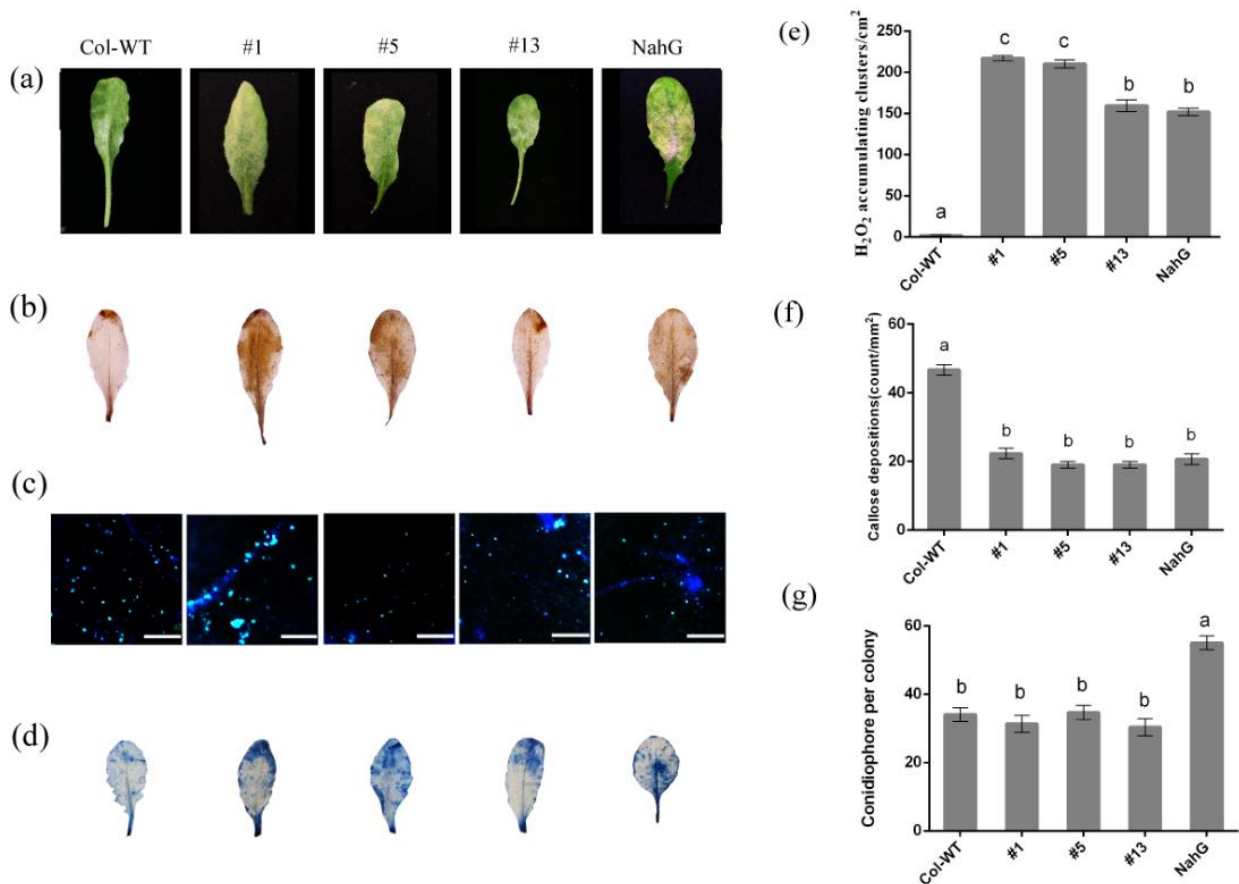 Col-WT #1 #5 #13 NahG
(a)
(b)
(c)
(d)
(e)
H₂O₂ accumulating clusters/cm²
250
200
150
100
50
0
a
c
c
b
b
Col-WT
#1
#5
#13
NahG
(f)
Callose depositions(count/mm²)
60
40
20
0
a
b
b
b
b
Col-WT
#1
#5
#13
NahG
(g)
Conidiophore per colony
60
40
20
0
b
b
b
b
a
Col-WT
#1
#5
#13
NahG